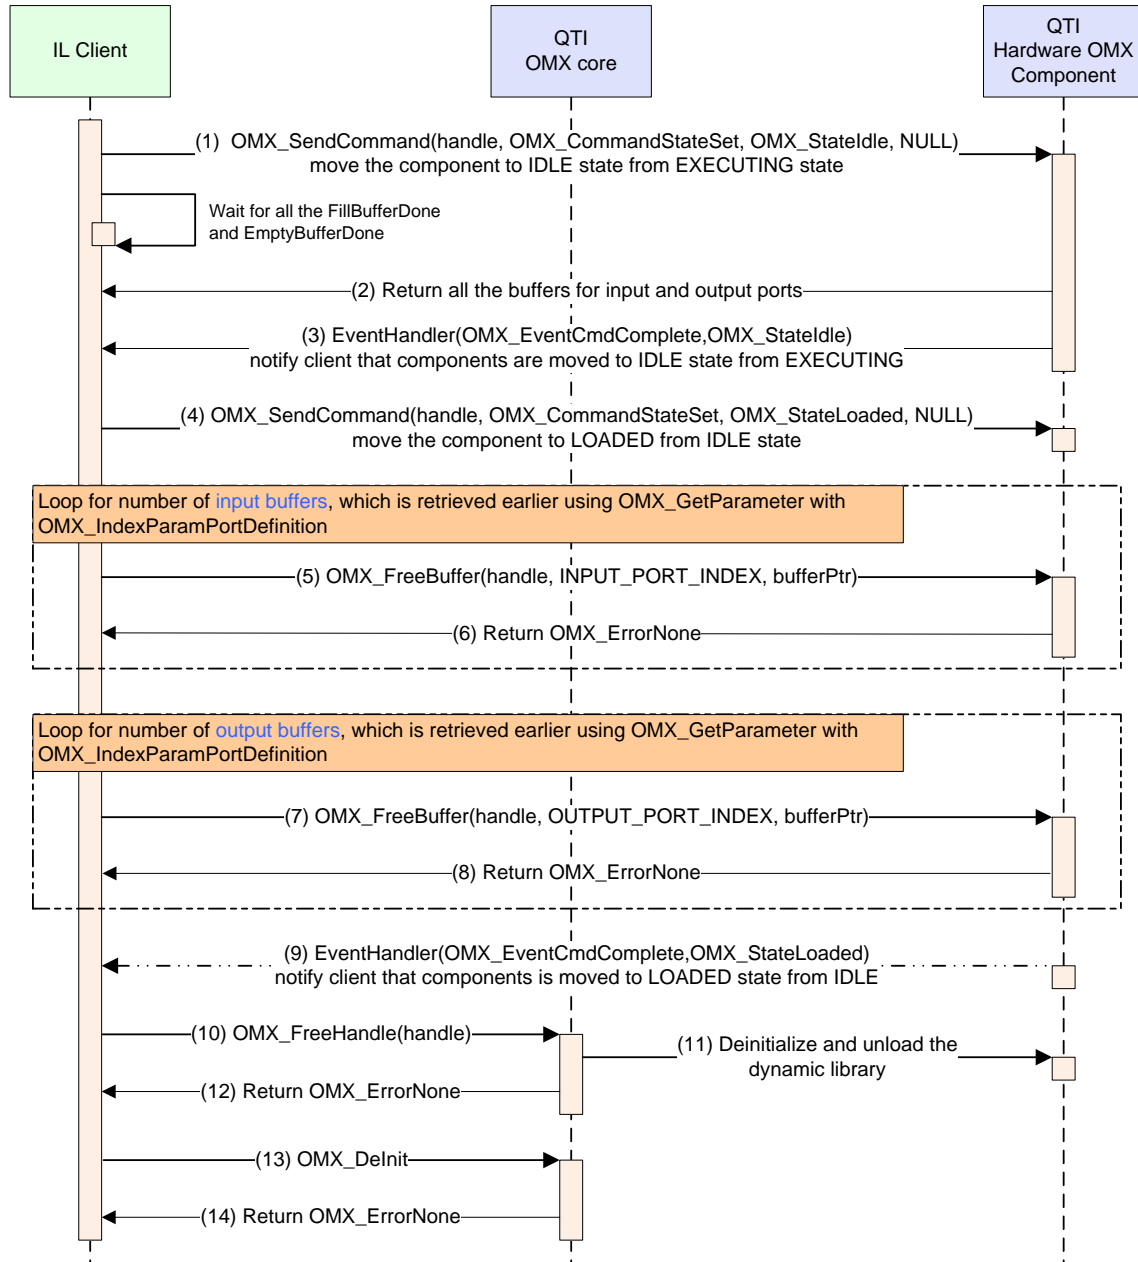 IL Client
QTI
OMX core
QTI
Hardware OMX
Component
(1)  OMX_SendCommand(handle, OMX_CommandStateSet, OMX_StateIdle, NULL)
move the component to IDLE state from EXECUTING state
Wait for all the FillBufferDone
and EmptyBufferDone
(2) Return all the buffers for input and output ports
(3) EventHandler(OMX_EventCmdComplete,OMX_StateIdle)
notify client that components are moved to IDLE state from EXECUTING
(4) OMX_SendCommand(handle, OMX_CommandStateSet, OMX_StateLoaded, NULL)
move the component to LOADED from IDLE state
Loop for number of input buffers, which is retrieved earlier using OMX_GetParameter with
OMX_IndexParamPortDefinition
(5) OMX_FreeBuffer(handle, INPUT_PORT_INDEX, bufferPtr)
(6) Return OMX_ErrorNone
Loop for number of output buffers, which is retrieved earlier using OMX_GetParameter with
OMX_IndexParamPortDefinition
(7) OMX_FreeBuffer(handle, OUTPUT_PORT_INDEX, bufferPtr)
(8) Return OMX_ErrorNone
(9) EventHandler(OMX_EventCmdComplete,OMX_StateLoaded)
notify client that components is moved to LOADED state from IDLE
(10) OMX_FreeHandle(handle)
(11) Deinitialize and unload the
dynamic library
(12) Return OMX_ErrorNone
(13) OMX_DeInit
(14) Return OMX_ErrorNone